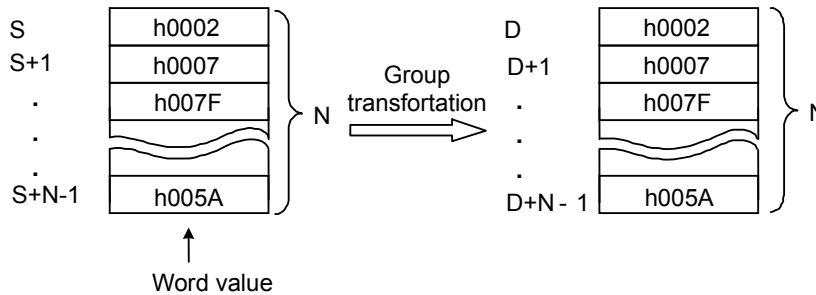 S h0002
S+1 h0007
. h007F
.
.
S+N-1 h005A
N
Word value
Group
transfortation
D h0002
D+1 h0007
. h007F
.
.
D+N - 1 h005A
N